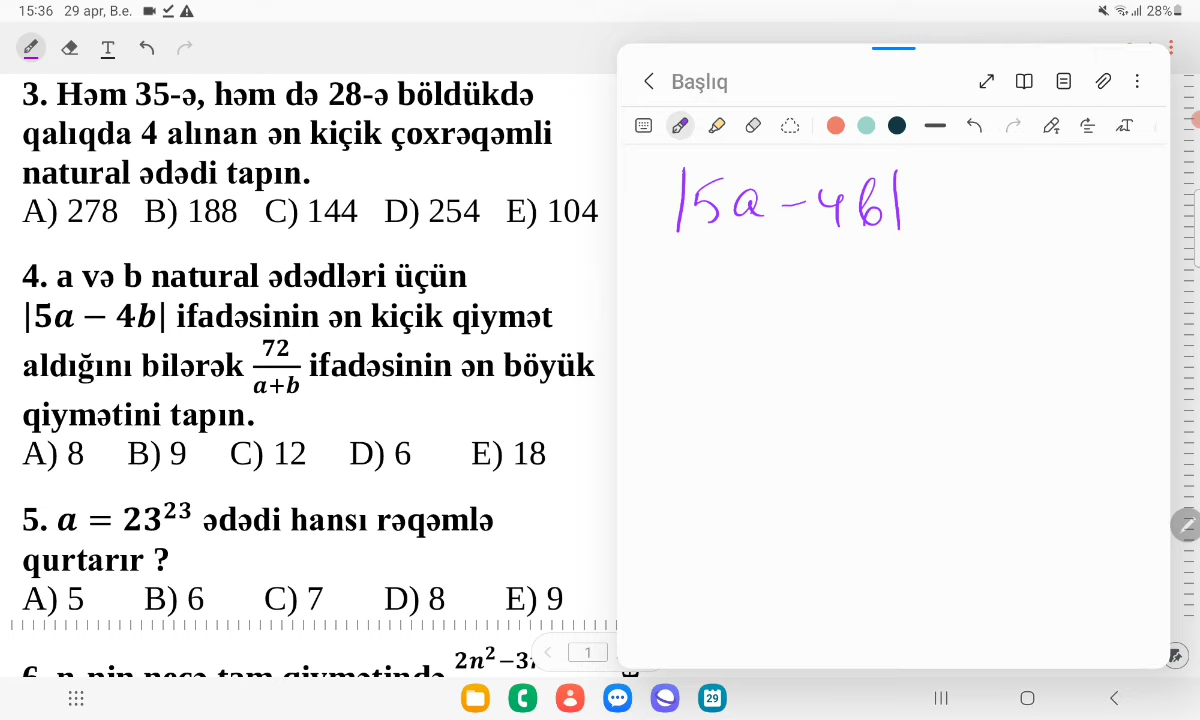 15:36 29 apr, B.e. 28%
3. Həm 35-ə, həm də 28-ə böldükdə
qalıqda 4 alınan ən kiçik çoxrəqəmli
natural ədədi tapın.
A) 278 B) 188 C) 144 D) 254 E) 104
4. a və b natural ədədləri üçün
|5a − 4b| ifadəsinin ən kiçik qiymət
aldığını bilərək 72/(a+b) ifadəsinin ən böyük
qiymətini tapın.
A) 8 B) 9 C) 12 D) 6 E) 18
5. a = 23²³ ədədi hansı rəqəmlə
qurtarır ?
A) 5 B) 6 C) 7 D) 8 E) 9
2n² −3
1
Başlıq
|5a − 4b|
29